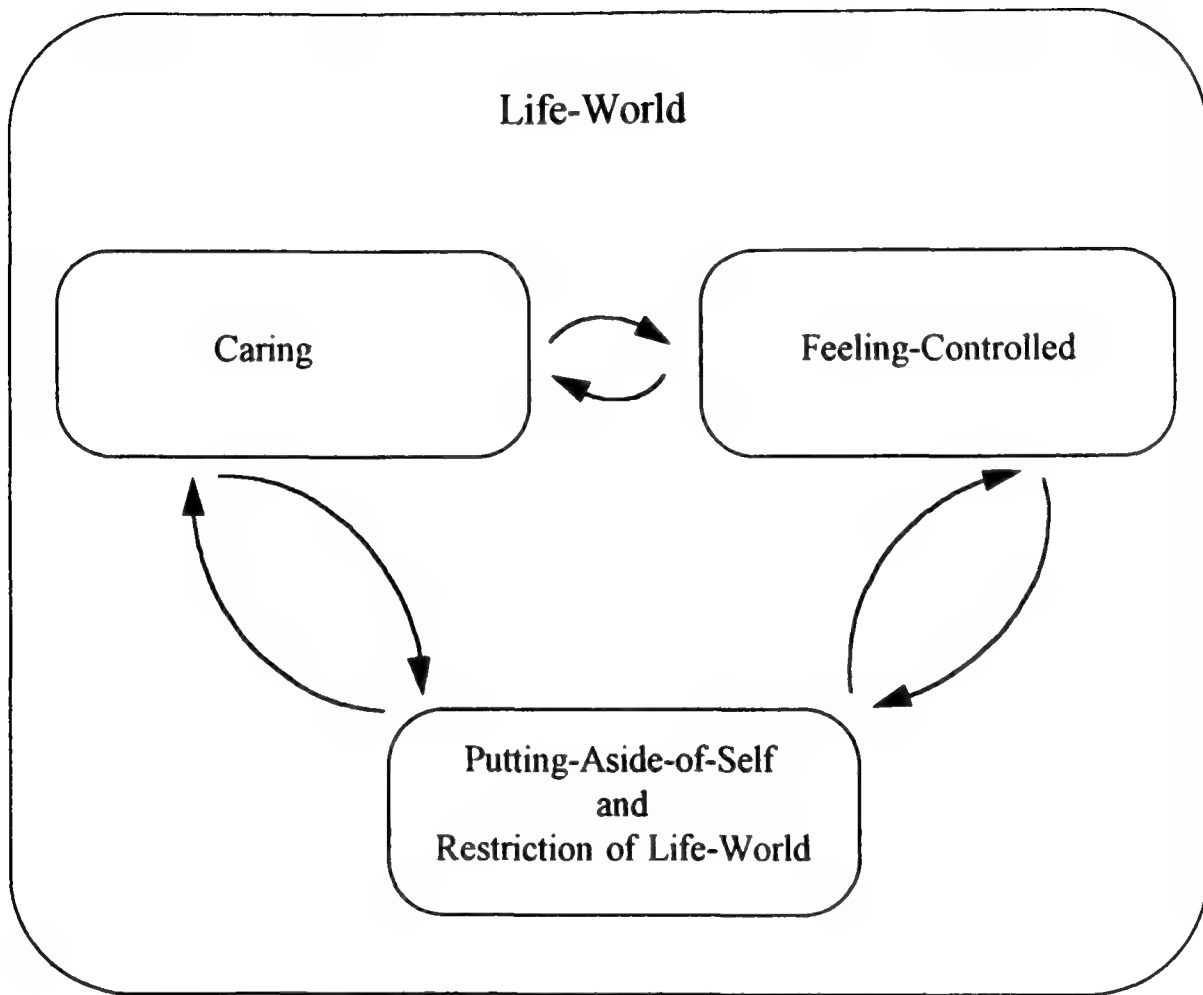 Life-World
Caring
Feeling-Controlled
Putting-Aside-of-Self
and
Restriction of Life-World